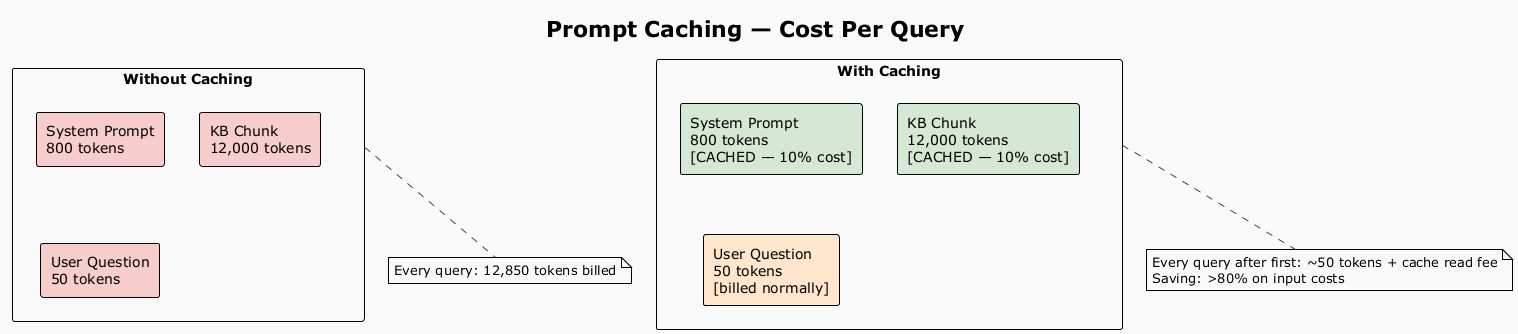 Prompt Caching — Cost Per Query
Without Caching
System Prompt
800 tokens
KB Chunk
12,000 tokens
User Question
50 tokens
Every query: 12,850 tokens billed
With Caching
System Prompt
800 tokens
[CACHED — 10% cost]
KB Chunk
12,000 tokens
[CACHED — 10% cost]
User Question
50 tokens
[billed normally]
Every query after first: ~50 tokens + cache read fee
Saving: >80% on input costs